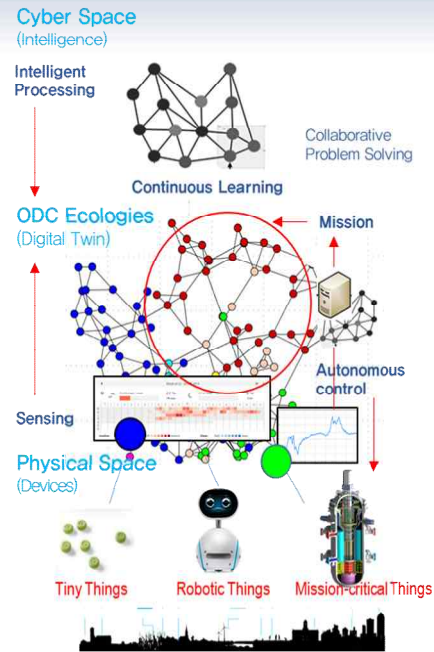 Cyber Space
(Intelligence)
Intelligent
Processing
Collaborative
Problem Solving
Continuous Learning
ODC Ecologies
(Digital Twin)
Mission
Autonomous
control
Sensing
Physical Space
(Devices)
Tiny Things
Robotic Things
Mission-critical Things